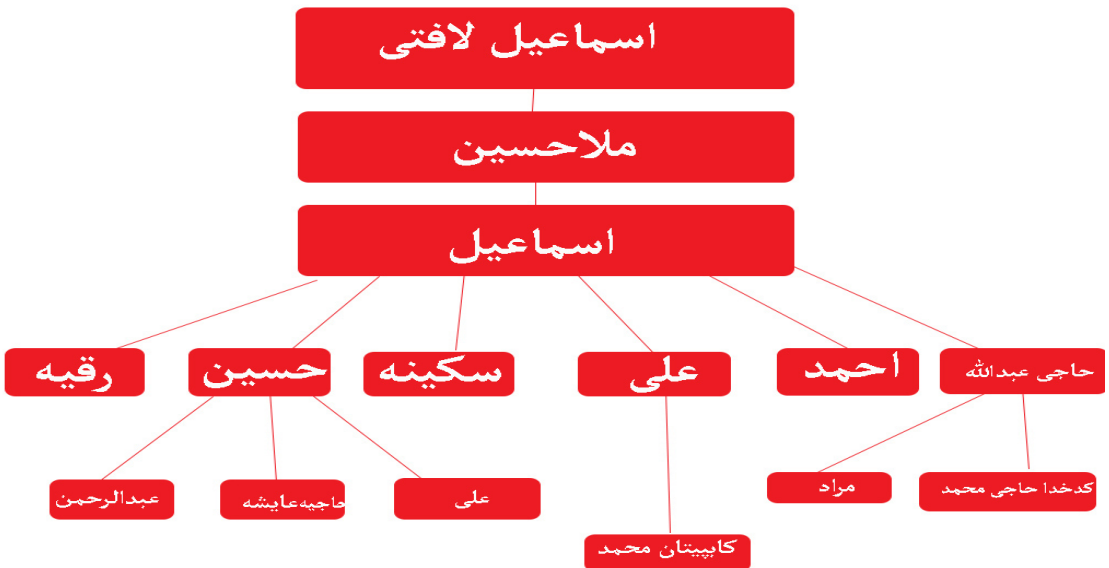 اسماعیل لافتی
ملاحسین
اسماعیل
حاجی عبدالله
احمد
علی
سکینه
حسین
رقیه
کدخدا حاجی محمد
مراد
علی
حاجیه‌عایشه
عبدالرحمن
کاپیتان محمد